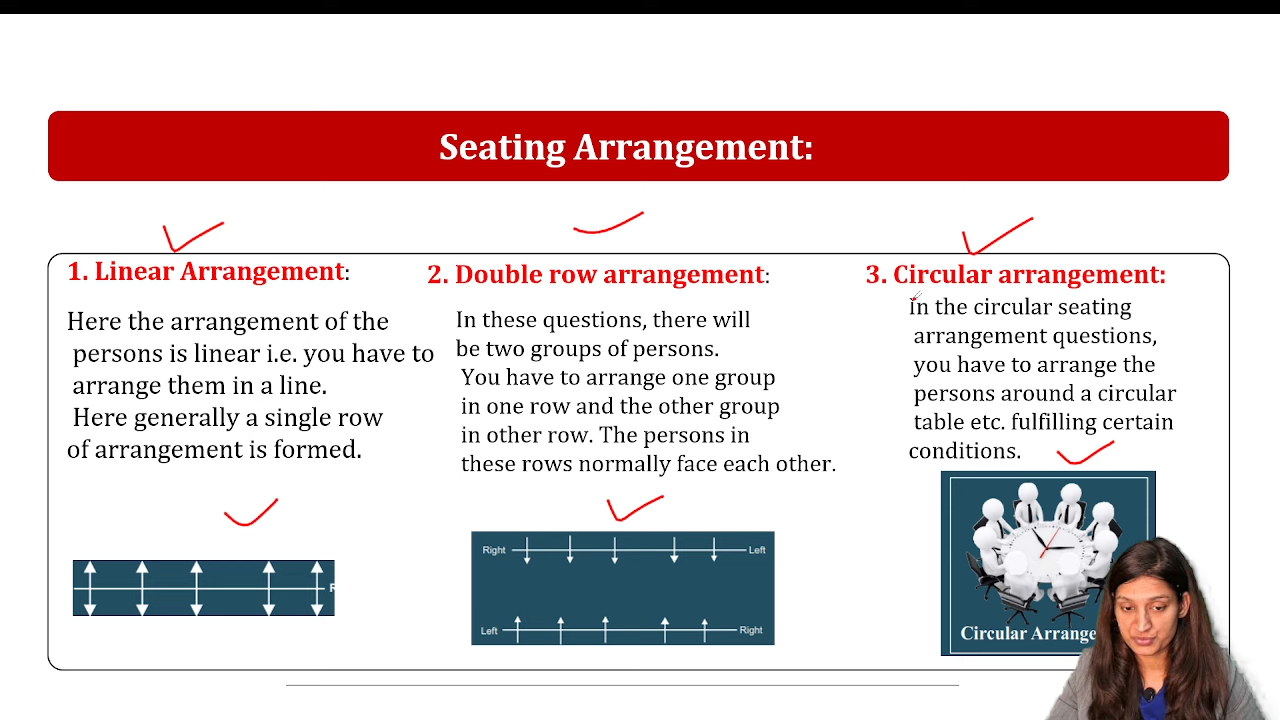 Seating Arrangement:
1. Linear Arrangement:
Here the arrangement of the
persons is linear i.e. you have to
arrange them in a line.
Here generally a single row
of arrangement is formed.
2. Double row arrangement:
In these questions, there will
be two groups of persons.
You have to arrange one group
in one row and the other group
in other row. The persons in
these rows normally face each other.
Right Left
Left Right
3. Circular arrangement:
In the circular seating
arrangement questions,
you have to arrange the
persons around a circular
table etc. fulfilling certain
conditions.
Circular Arrange